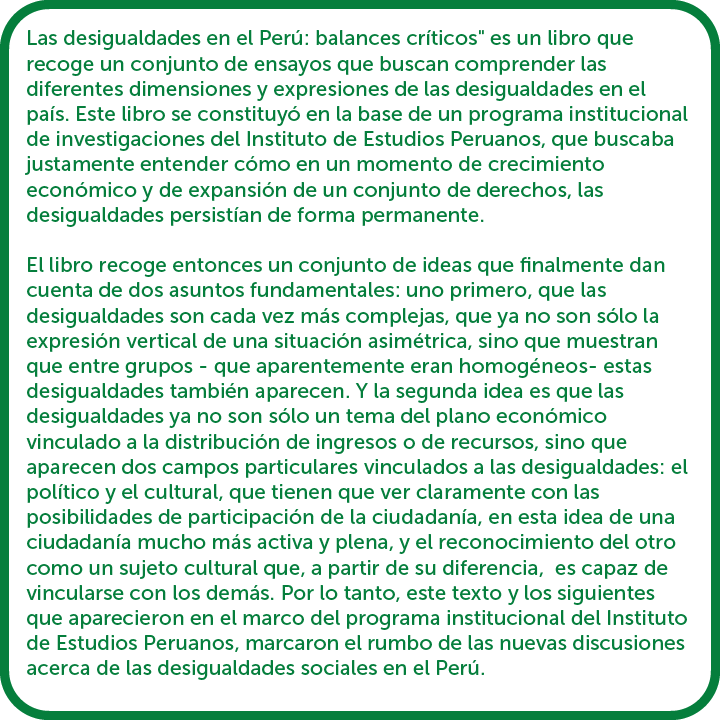 Las desigualdades en el Perú: balances críticos" es un libro que
recoge un conjunto de ensayos que buscan comprender las
diferentes dimensiones y expresiones de las desigualdades en el
país. Este libro se constituyó en la base de un programa institucional
de investigaciones del Instituto de Estudios Peruanos, que buscaba
justamente entender cómo en un momento de crecimiento
económico y de expansión de un conjunto de derechos, las
desigualdades persistían de forma permanente.
El libro recoge entonces un conjunto de ideas que finalmente dan
cuenta de dos asuntos fundamentales: uno primero, que las
desigualdades son cada vez más complejas, que ya no son sólo la
expresión vertical de una situación asimétrica, sino que muestran
que entre grupos - que aparentemente eran homogéneos- estas
desigualdades también aparecen. Y la segunda idea es que las
desigualdades ya no son sólo un tema del plano económico
vinculado a la distribución de ingresos o de recursos, sino que
aparecen dos campos particulares vinculados a las desigualdades: el
político y el cultural, que tienen que ver claramente con las
posibilidades de participación de la ciudadanía, en esta idea de una
ciudadanía mucho más activa y plena, y el reconocimiento del otro
como un sujeto cultural que, a partir de su diferencia,  es capaz de
vincularse con los demás. Por lo tanto, este texto y los siguientes
que aparecieron en el marco del programa institucional del Instituto
de Estudios Peruanos, marcaron el rumbo de las nuevas discusiones
acerca de las desigualdades sociales en el Perú.